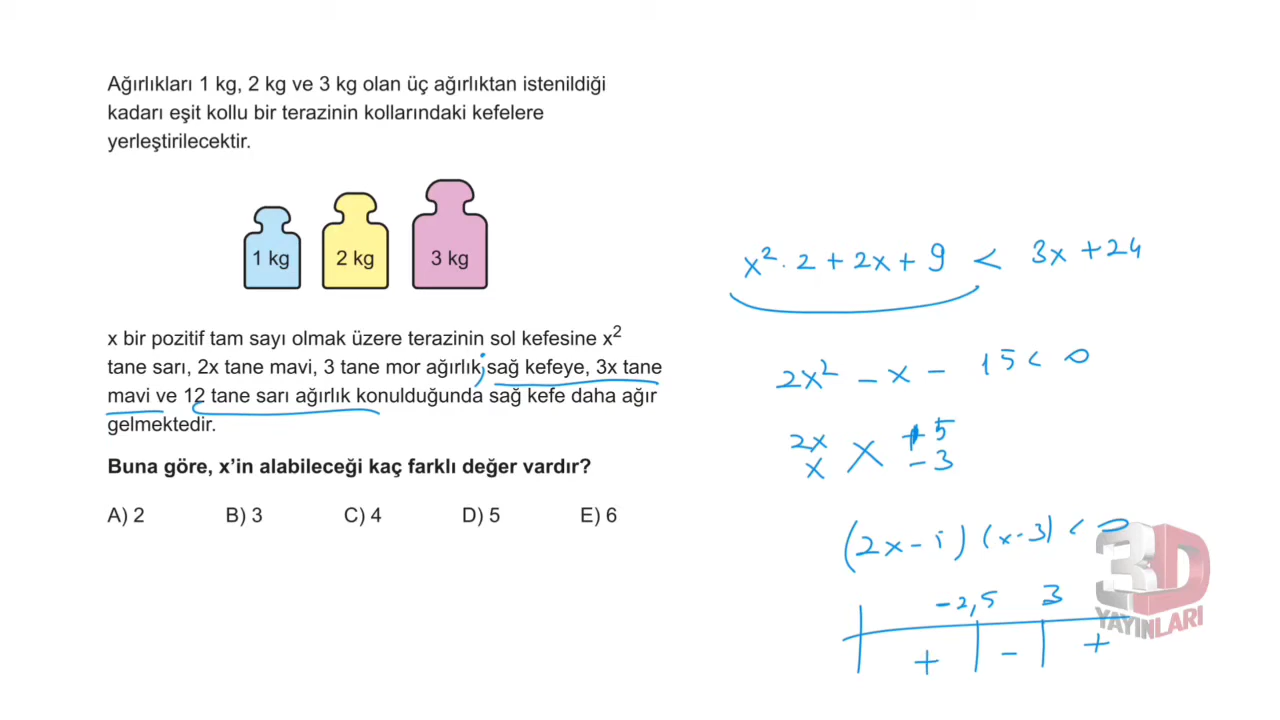 Ağırlıkları 1 kg, 2 kg ve 3 kg olan üç ağırlıktan istenildiği
kadarı eşit kollu bir terazinin kollarındaki kefelere
yerleştirilecektir.
1 kg 2 kg 3 kg
x bir pozitif tam sayı olmak üzere terazinin sol kefesine x²
tane sarı, 2x tane mavi, 3 tane mor ağırlık; sağ kefeye, 3x tane
mavi ve 12 tane sarı ağırlık konulduğunda sağ kefe daha ağır
gelmektedir.
Buna göre, x'in alabileceği kaç farklı değer vardır?
A) 2 B) 3 C) 4 D) 5 E) 6
x² · 2 + 2x + 9 < 3x + 24
2x² - x - 15 < 0
2x +5
x -3
(2x - 5) (x - 3) < 0
-2,5 3
+ - +
3D
YAYINLARI